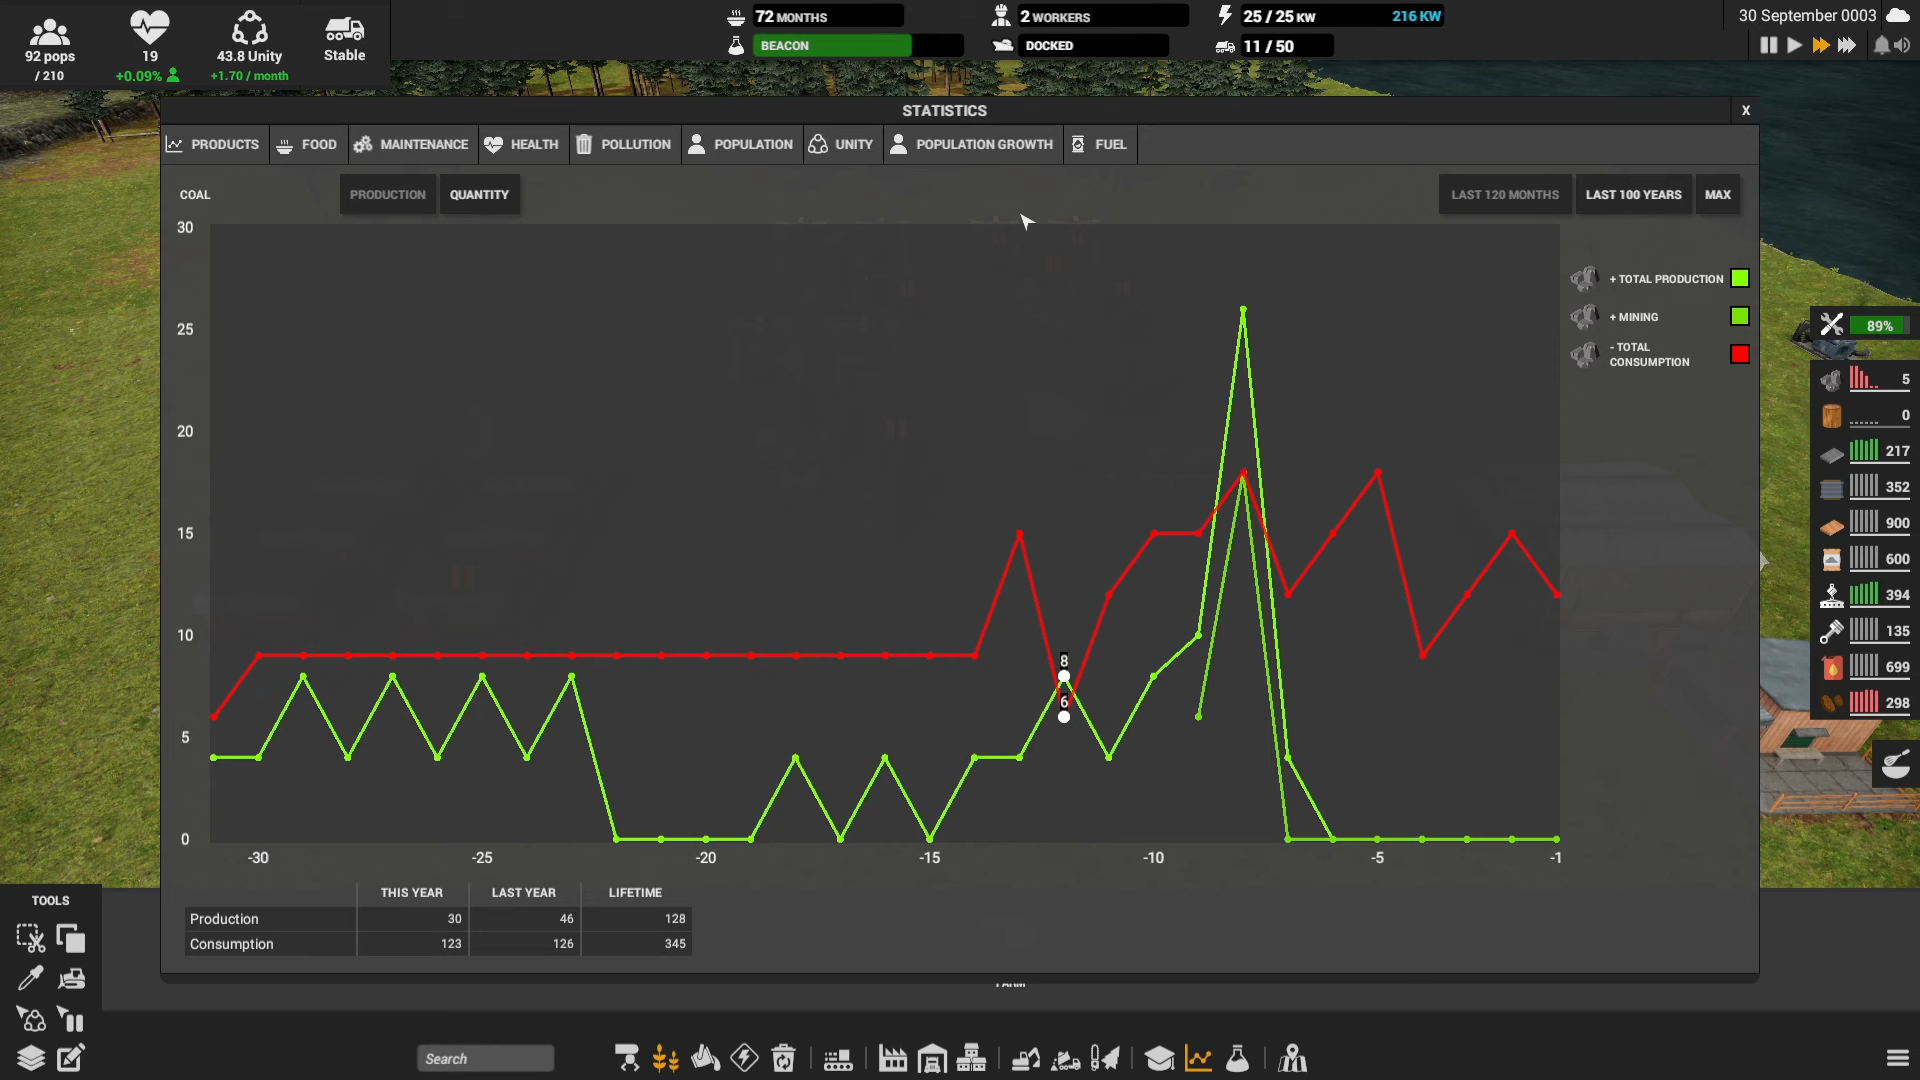 92 pops
/ 210
19
+0.09%
43.8 Unity
+1.70 / month
Stable
72 MONTHS
BEACON
2 WORKERS
DOCKED
25 / 25 KW
216 KW
11 / 50
30 September 0003
STATISTICS
X
PRODUCTS
FOOD
MAINTENANCE
HEALTH
POLLUTION
POPULATION
UNITY
POPULATION GROWTH
FUEL
COAL
PRODUCTION
QUANTITY
LAST 120 MONTHS
LAST 100 YEARS
MAX
30
25
20
15
10
5
0
8
6
-30
-25
-20
-15
-10
-5
-1
+ TOTAL PRODUCTION
+ MINING
- TOTAL
CONSUMPTION
89%
5
0
217
352
900
600
394
135
699
298
THIS YEAR LAST YEAR LIFETIME
Production 30 46 128
Consumption 123 126 345
FARM
TOOLS
Search